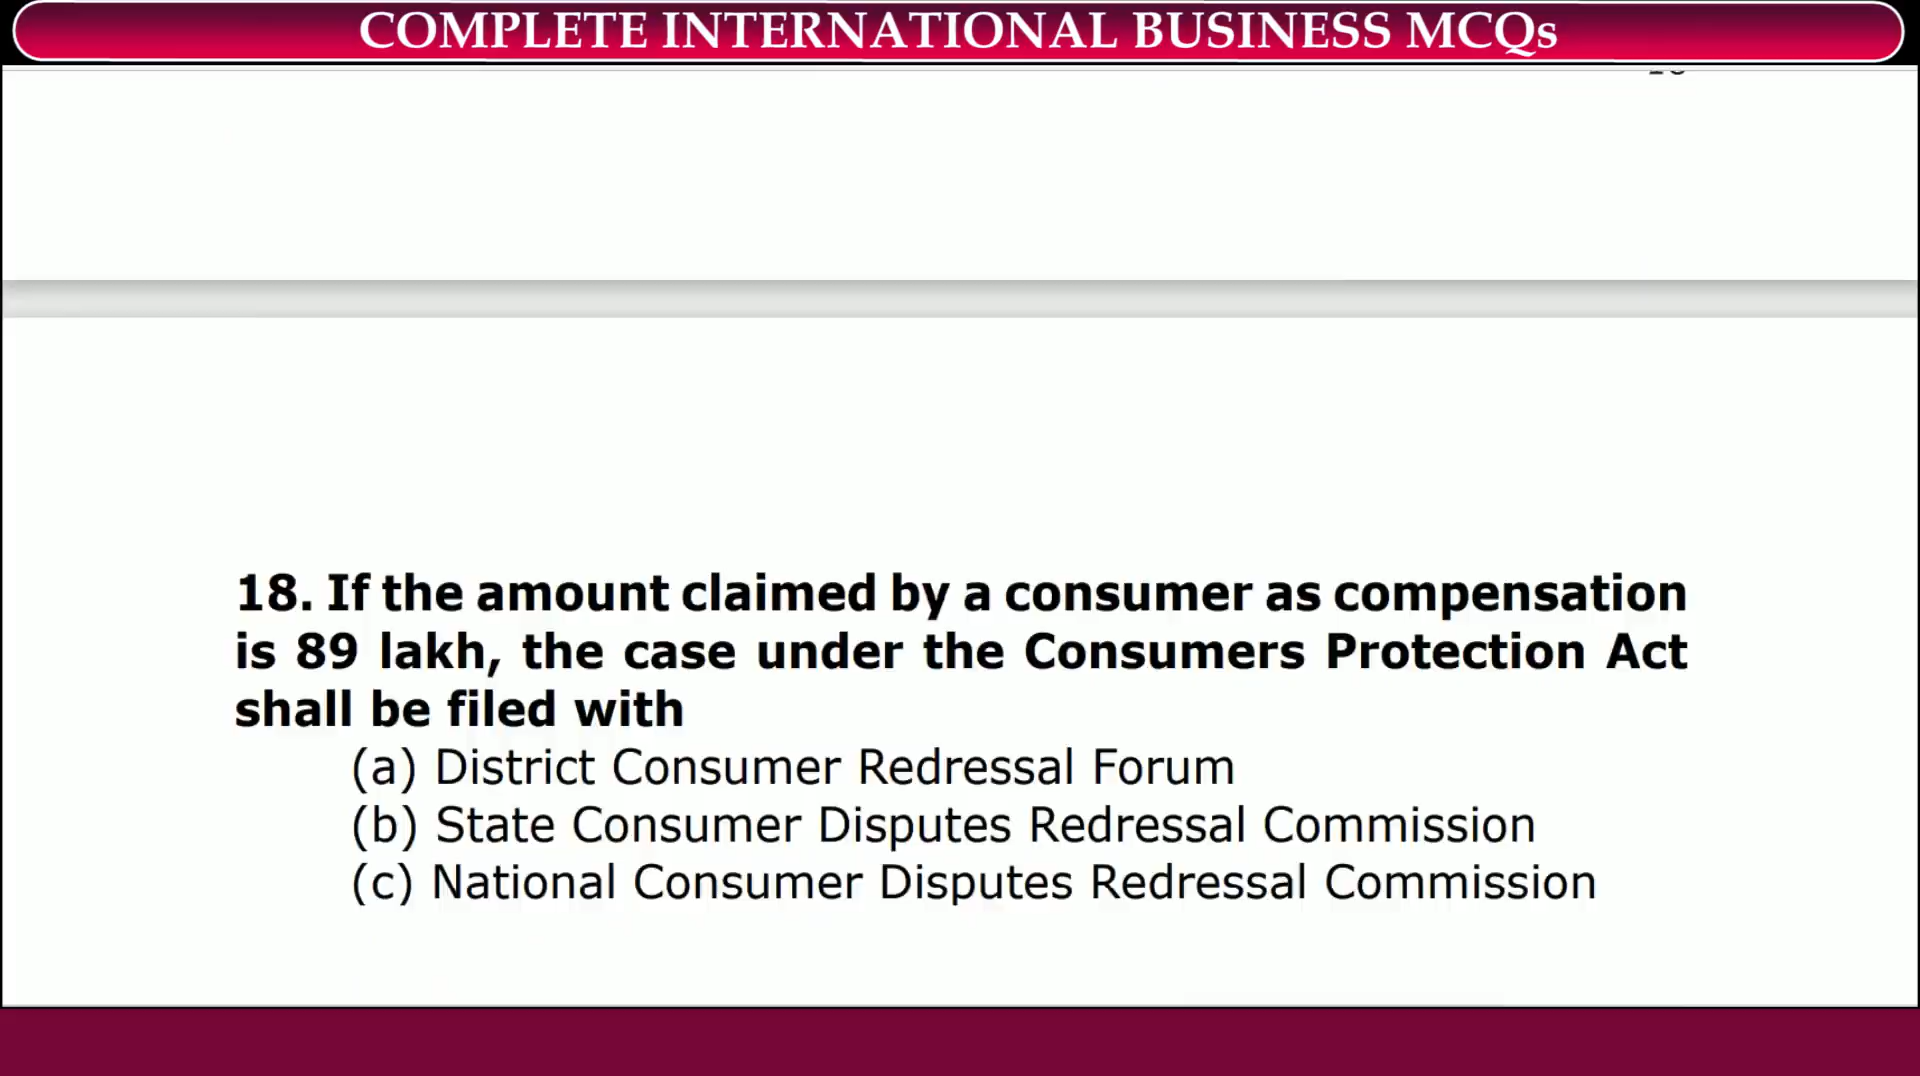 COMPLETE INTERNATIONAL BUSINESS MCQs
18. If the amount claimed by a consumer as compensation
is 89 lakh, the case under the Consumers Protection Act
shall be filed with
(a) District Consumer Redressal Forum
(b) State Consumer Disputes Redressal Commission
(c) National Consumer Disputes Redressal Commission